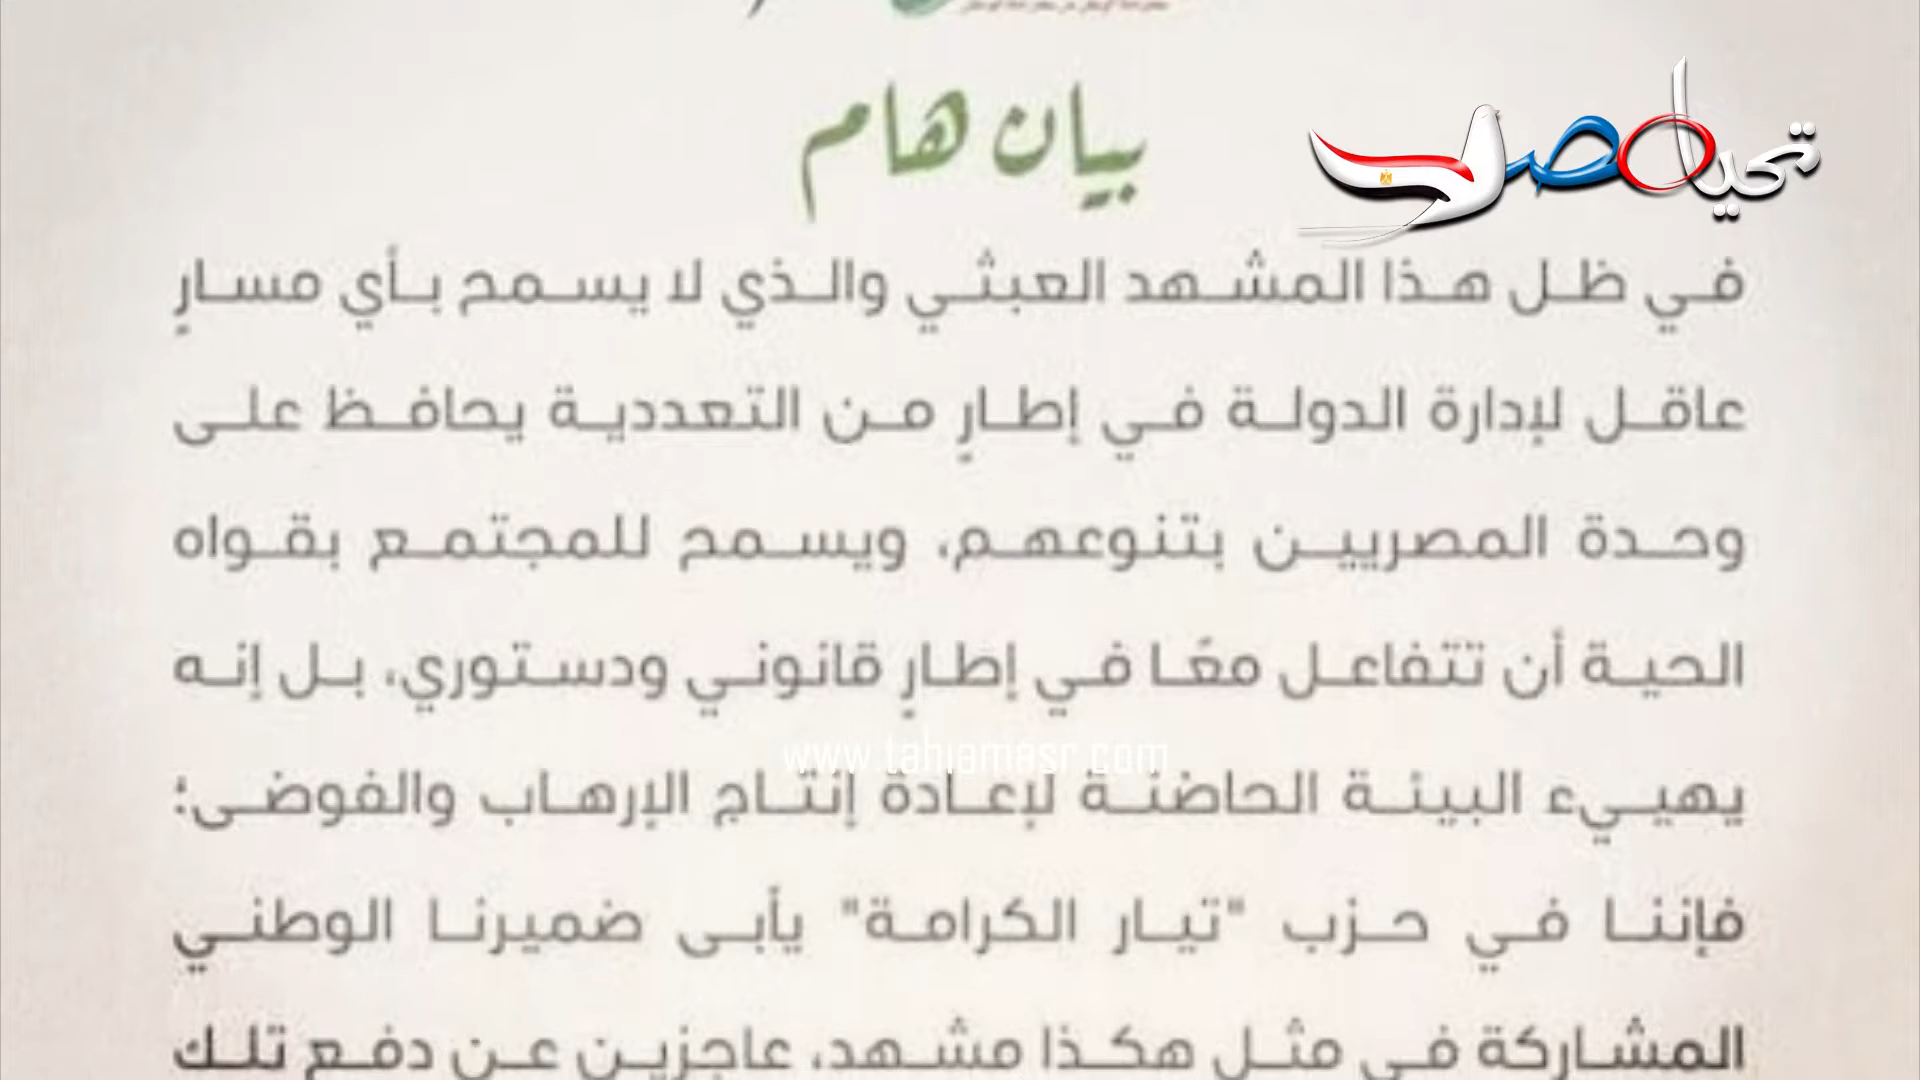 بيان هام
تحيا مصر
في ظل هذا المشهد العبثي والذي لا يسمح بأي مسارٍ
عاقل لإدارة الدولة في إطارٍ من التعددية يحافظ على
وحدة المصريين بتنوعهم، ويسمح للمجتمع بقواه
الحية أن تتفاعل معًا في إطارٍ قانوني ودستوري، بل إنه
www.tahiamasr.com
يهييء البيئة الحاضنة لإعادة إنتاج الإرهاب والفوضى؛
فإننا في حزب "تيار الكرامة" يأبى ضميرنا الوطني
المشاركة في مثل هكذا مشهد، عاجزين عن دفع تلك